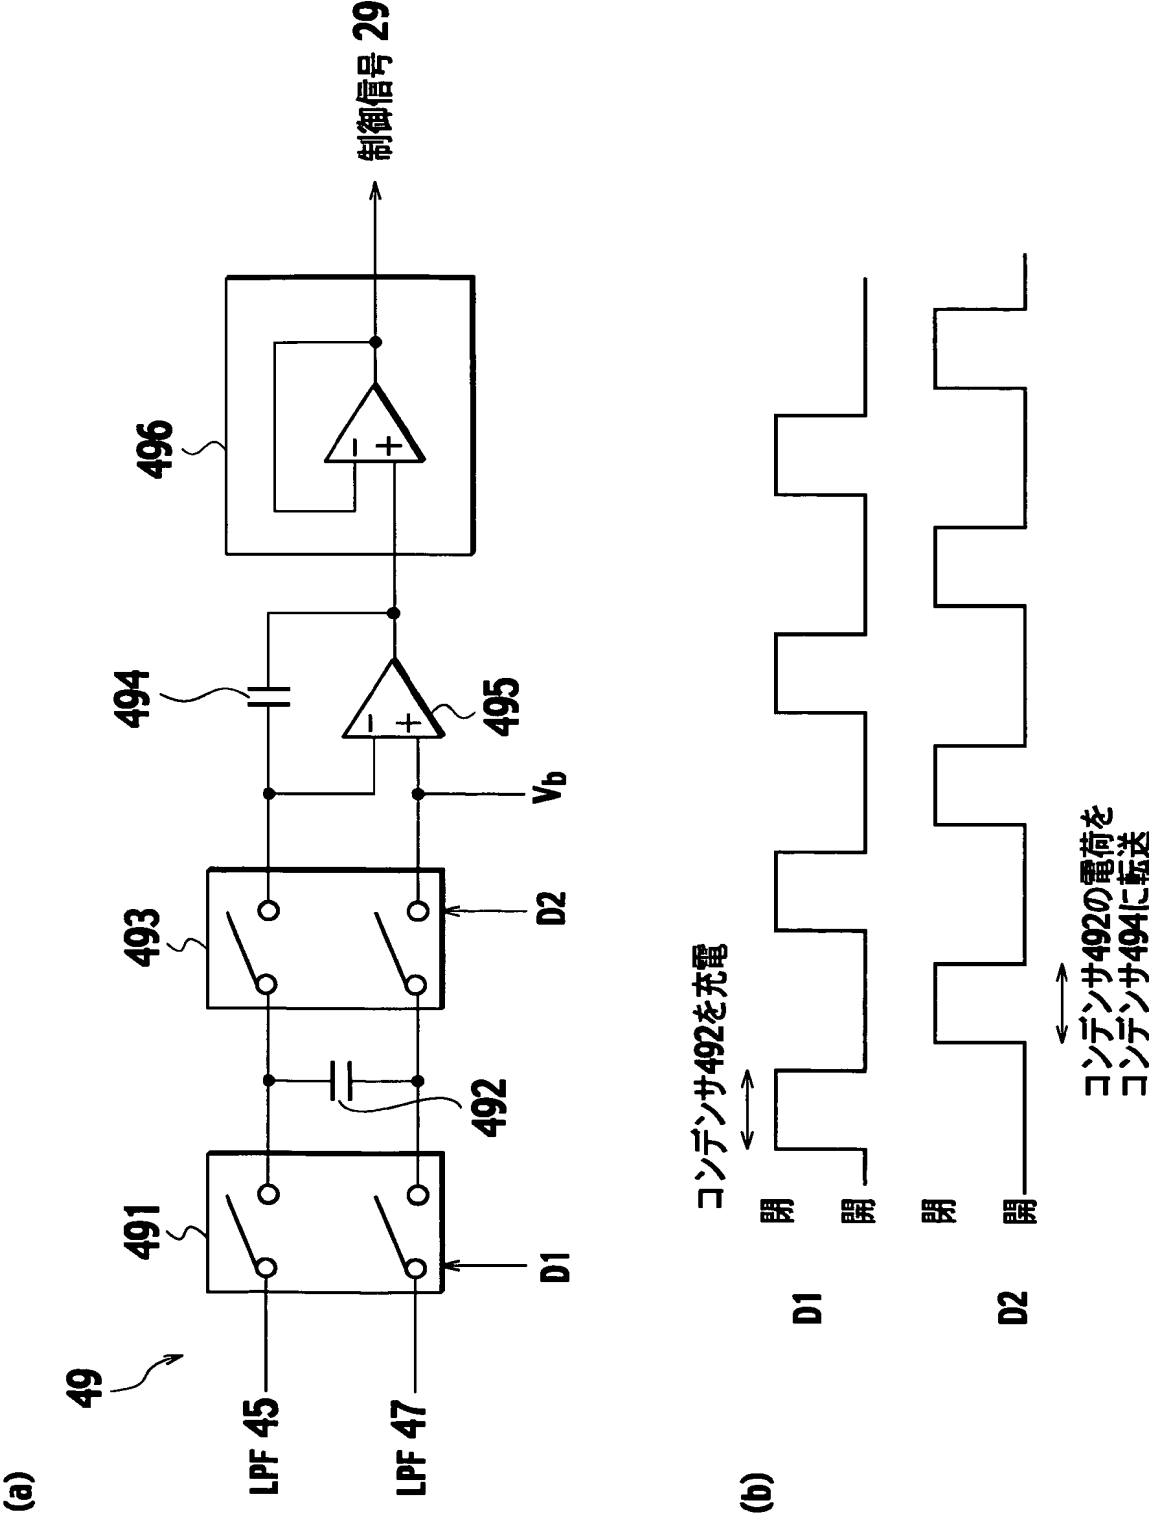 (a)
49
LPF 45
LPF 47
491
D1
492
493
D2
494
Vb
495
496
制御信号 29
(b)
コンデンサ492を充電
D1
閉
開
D2
閉
開
コンデンサ492の電荷を
コンデンサ494に転送